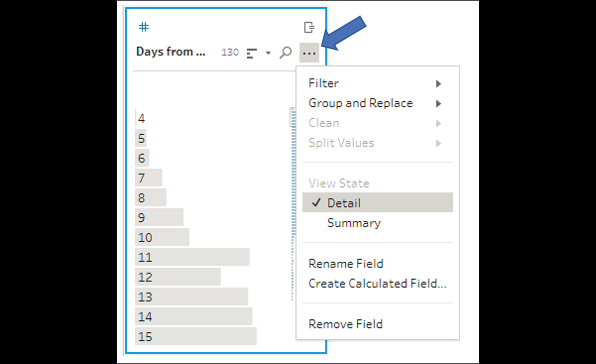 #
Days from ... 130 ...
Filter
Group and Replace
Clean
Split Values
View State
✓ Detail
Summary
Rename Field
Create Calculated Field...
Remove Field
4
5
6
7
8
9
10
11
12
13
14
15